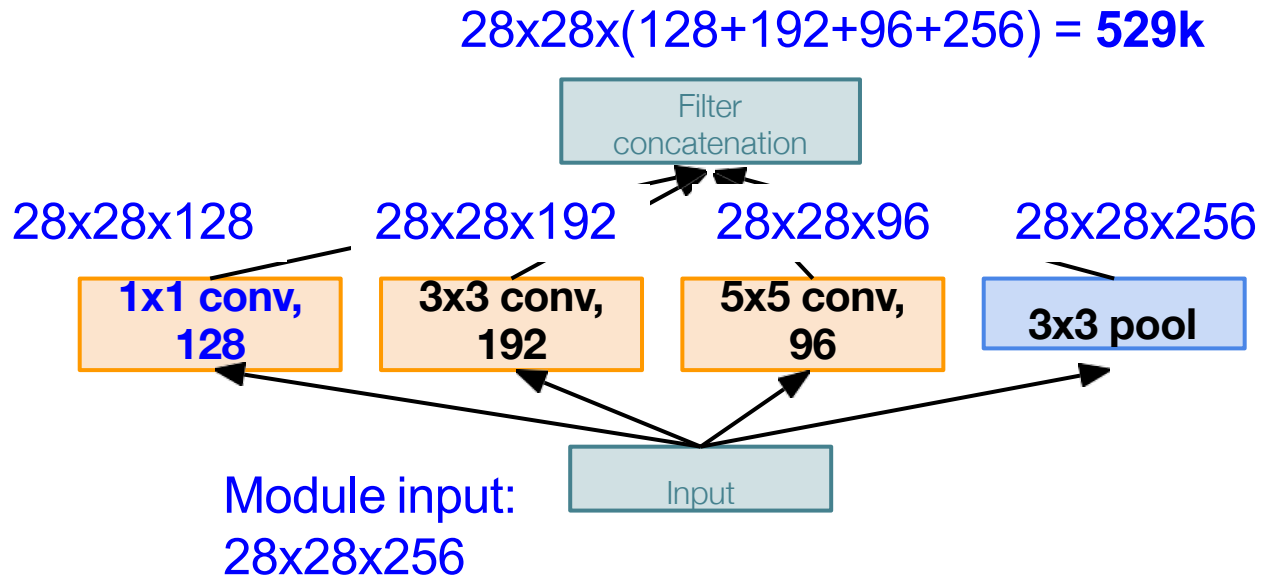 28x28x(128+192+96+256) = 529k
Filter
concatenation
28x28x128
28x28x192
28x28x96
28x28x256
1x1 conv,
128
3x3 conv,
192
5x5 conv,
96
3x3 pool
Input
Module input:
28x28x256